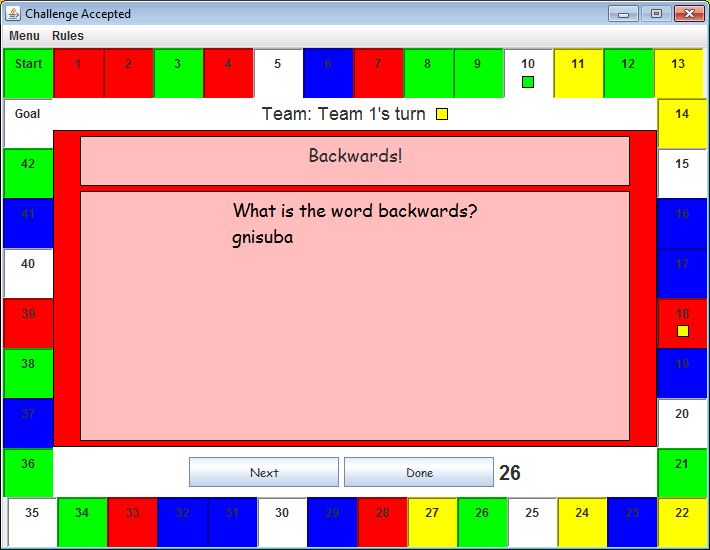 Challenge Accepted
Menu Rules
Start 1 2 3 4 5 6 7 8 9 10 11 12 13
Goal
Team: Team 1's turn
14
Backwards!
42
15
What is the word backwards?
gnisuba
41
16
40
17
39
18
38
19
37
20
36
21
Next
Done
26
35 34 33 32 31 30 29 28 27 26 25 24 23 22